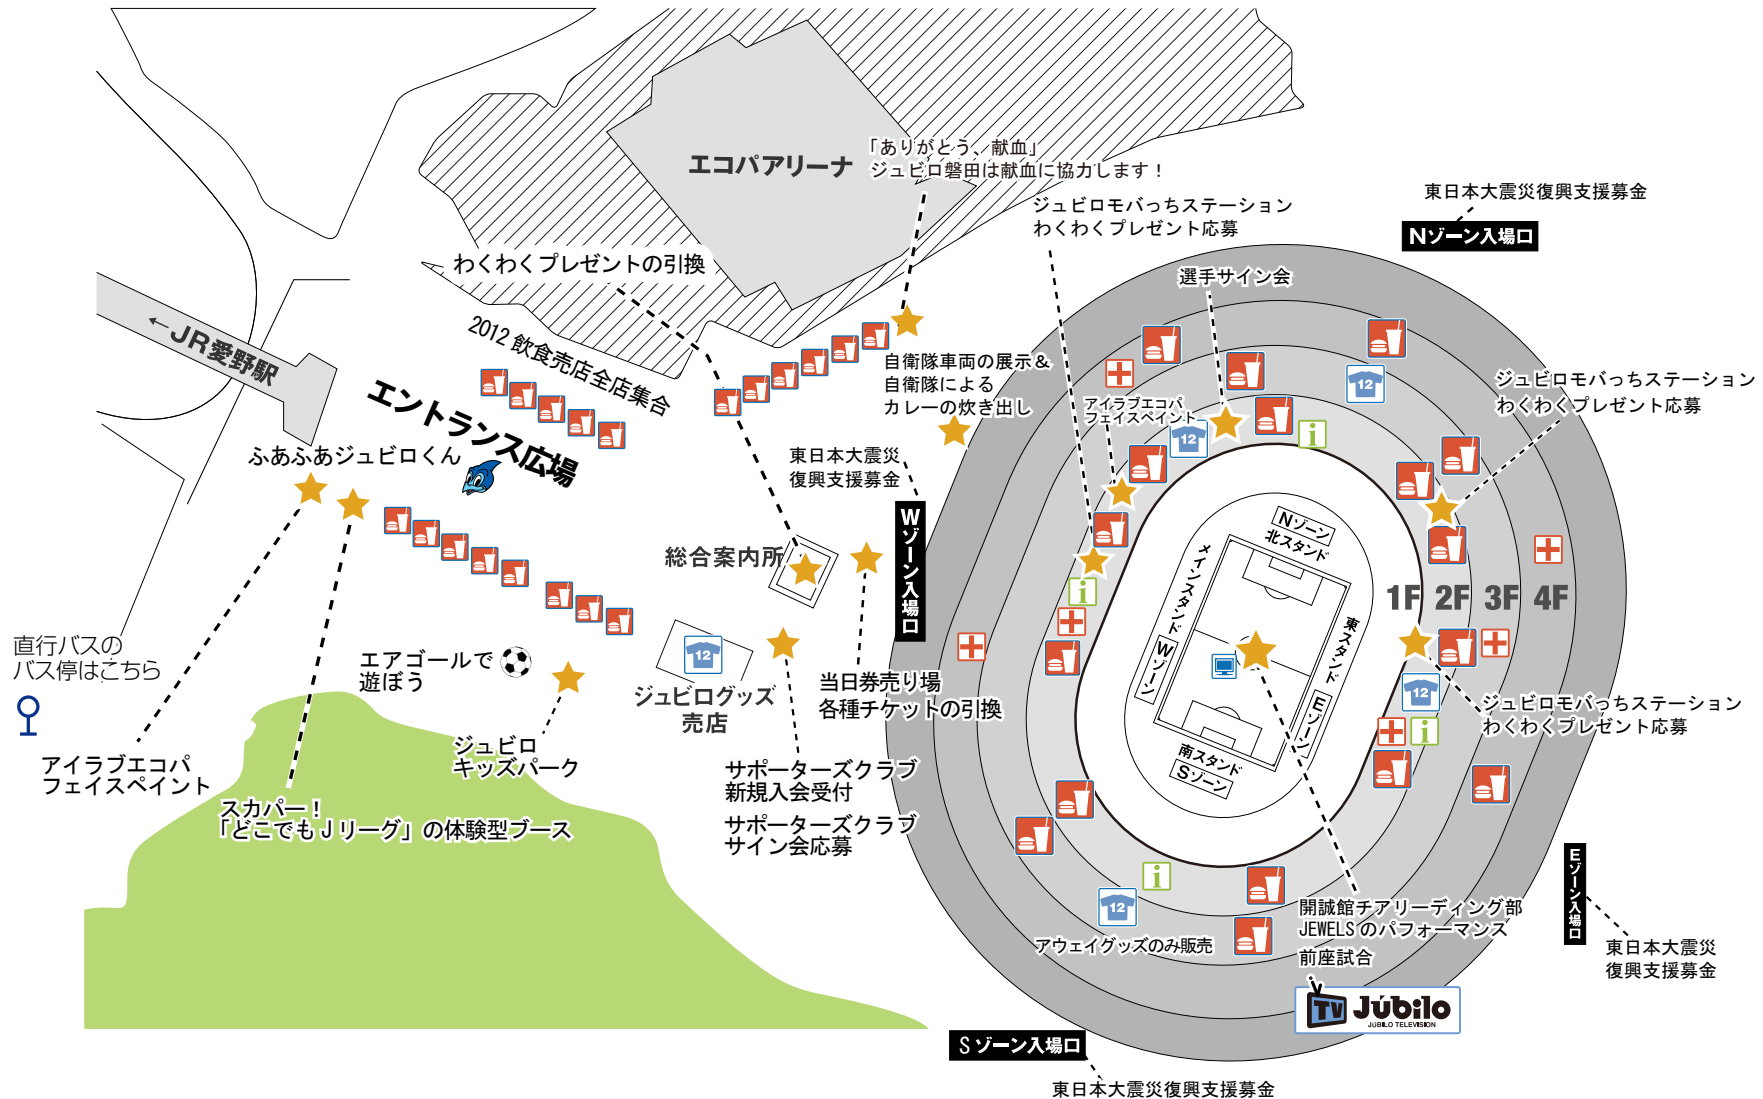 エコパアリーナ
「ありがとう、献血」
ジュビロ磐田は献血に協力します！
東日本大震災復興支援募金
Nゾーン入場口
ジュビロモバっちステーション
わくわくプレゼント応募
わくわくプレゼントの引換
選手サイン会
←JR愛野駅
2012 飲食売店全店集合
エントランス広場
自衛隊車両の展示＆
自衛隊による
カレーの炊き出し
アイラブエコパ
フェイスペイント
12
12
ジュビロモバっちステーション
わくわくプレゼント応募
ふあふあジュビロくん
東日本大震災
復興支援募金
Wゾーン入場口
総合案内所
i
i
Nゾーン
北スタンド
メインスタンド
Wゾーン
東スタンド
Eゾーン
南スタンド
Sゾーン
1F 2F 3F 4F
直行バスの
バス停はこちら
エアゴールで
遊ぼう
12
ジュビログッズ
売店
当日券売り場
各種チケットの引換
12
i
ジュビロモバっちステーション
わくわくプレゼント応募
アイラブエコパ
フェイスペイント
ジュビロ
キッズパーク
スカパー！
「どこでもJリーグ」の体験型ブース
サポーターズクラブ
新規入会受付
サポーターズクラブ
サイン会応募
i
12
アウェイグッズのみ販売
開誠館チアリーディング部
JEWELSのパフォーマンス
前座試合
TV Júbilo
JÚBILO TELEVISION
Eゾーン入場口
東日本大震災
復興支援募金
Sゾーン入場口
東日本大震災復興支援募金